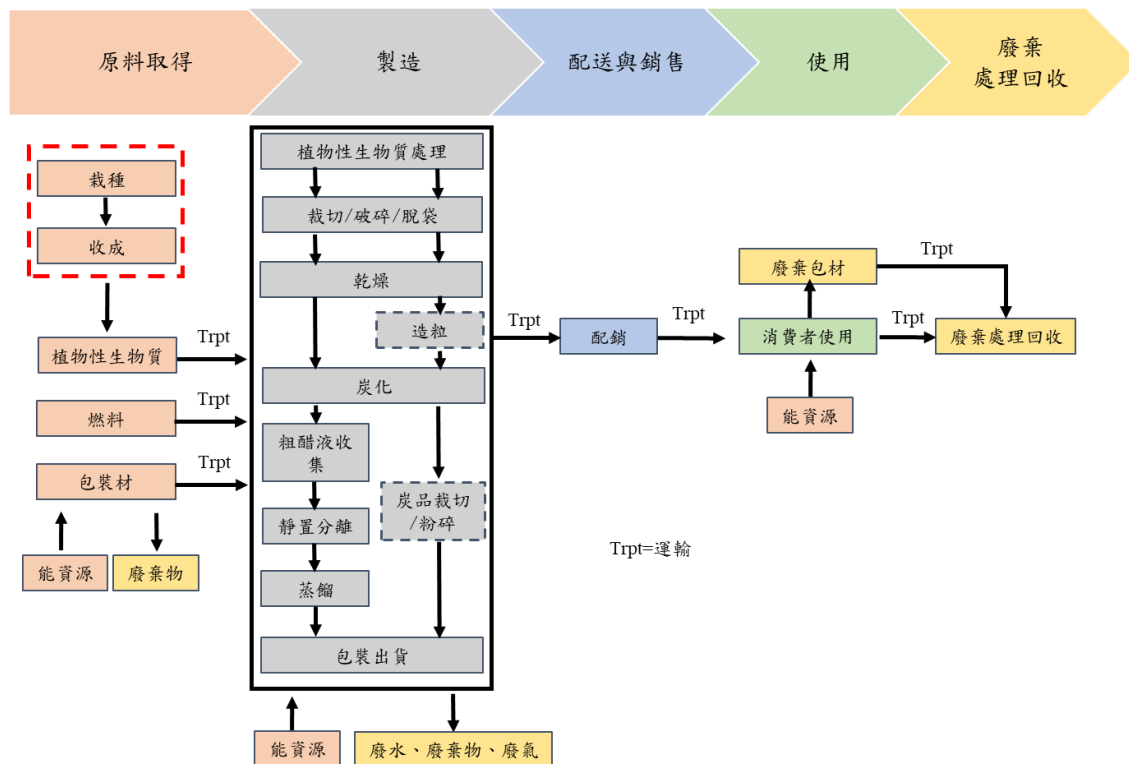 原料取得
製造
配送與銷售
使用
廢棄
處理回收
栽種
收成
植物性生物質
Trpt
燃料
Trpt
包裝材
Trpt
能資源
廢棄物
植物性生物質處理
裁切/破碎/脫袋
乾燥
造粒
炭化
粗醋液收
集
靜置分離
蒸餾
炭品裁切
/粉碎
包裝出貨
能資源
廢水、廢棄物、廢氣
Trpt
配銷
Trpt
廢棄包材
Trpt
消費者使用
Trpt
廢棄處理回收
能資源
Trpt=運輸